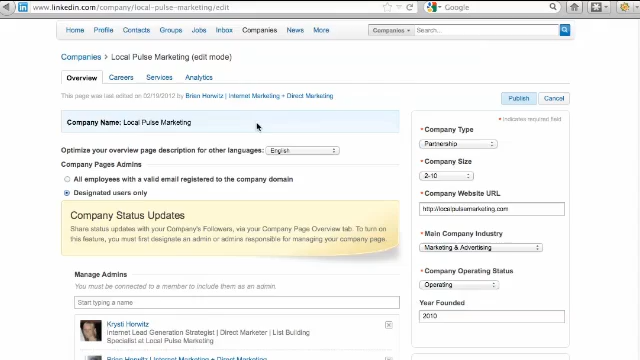 www.linkedin.com/company/local-pulse-marketing/edit
Google
Home Profile Contacts Groups Jobs Inbox Companies News More
Companies Search...
Companies › Local Pulse Marketing (edit mode)
Overview Careers Services Analytics
This page was last edited on 02/19/2012 by Brien Horwitz | Internet Marketing + Direct Marketing
Publish Cancel
* Indicates required field
Company Name: Local Pulse Marketing
Optimize your overview page description for other languages: English
Company Pages Admins
All employees with a valid email registered to the company domain
Designated users only
Company Status Updates
Share status updates with your Company's Followers, via your Company Page Overview tab. To turn on
this feature, you must first designate an admin or admins responsible for managing your company page.
Manage Admins
You must be connected to a member to include them as an admin.
Start typing a name
Krysti Horwitz
Internet Lead Generation Strategist | Direct Marketer | List Building
Specialist at Local Pulse Marketing
Brien Horwitz | Internet Marketing + Direct Marketing
* Company Type
Partnership
* Company Size
2-10
* Company Website URL
http://localpulsemarketing.com
* Main Company Industry
Marketing & Advertising
* Company Operating Status
Operating
Year Founded
2010